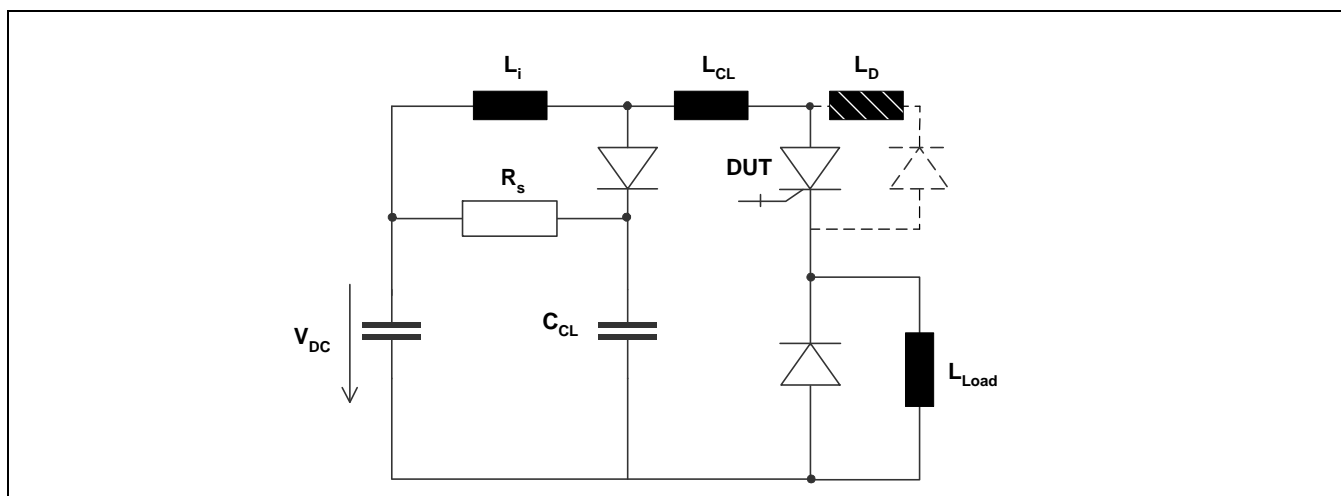 L_i
L_CL
L_D
DUT
R_s
V_DC
C_CL
L_Load